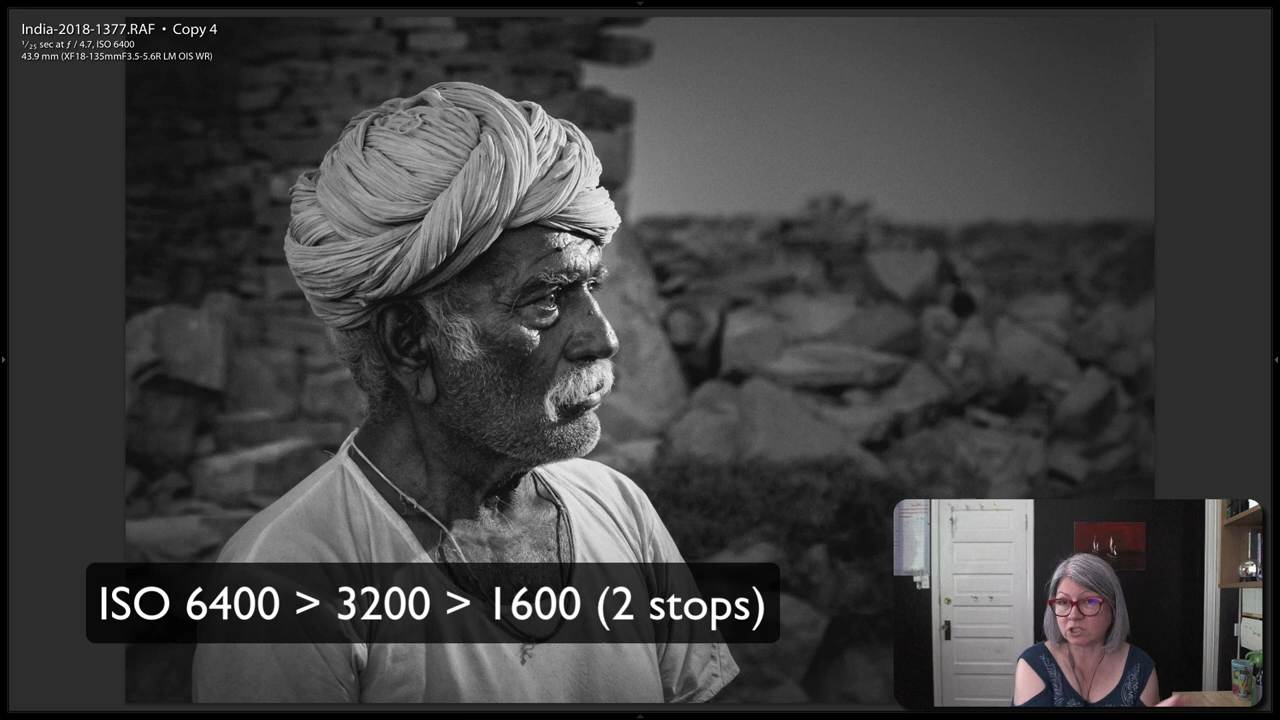 India-2018-1377.RAF • Copy 4
1/25 sec at ƒ / 4.7, ISO 6400
43.9 mm (XF18-135mmF3.5-5.6R LM OIS WR)
ISO 6400 > 3200 > 1600 (2 stops)